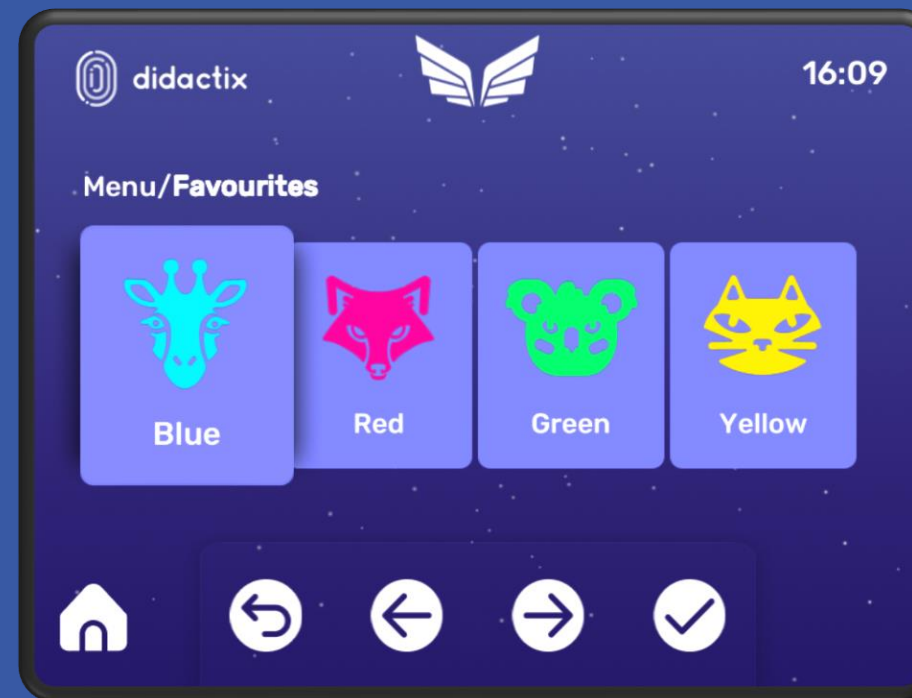 didactix
16:09
Menu/Favourites
Blue
Red
Green
Yellow